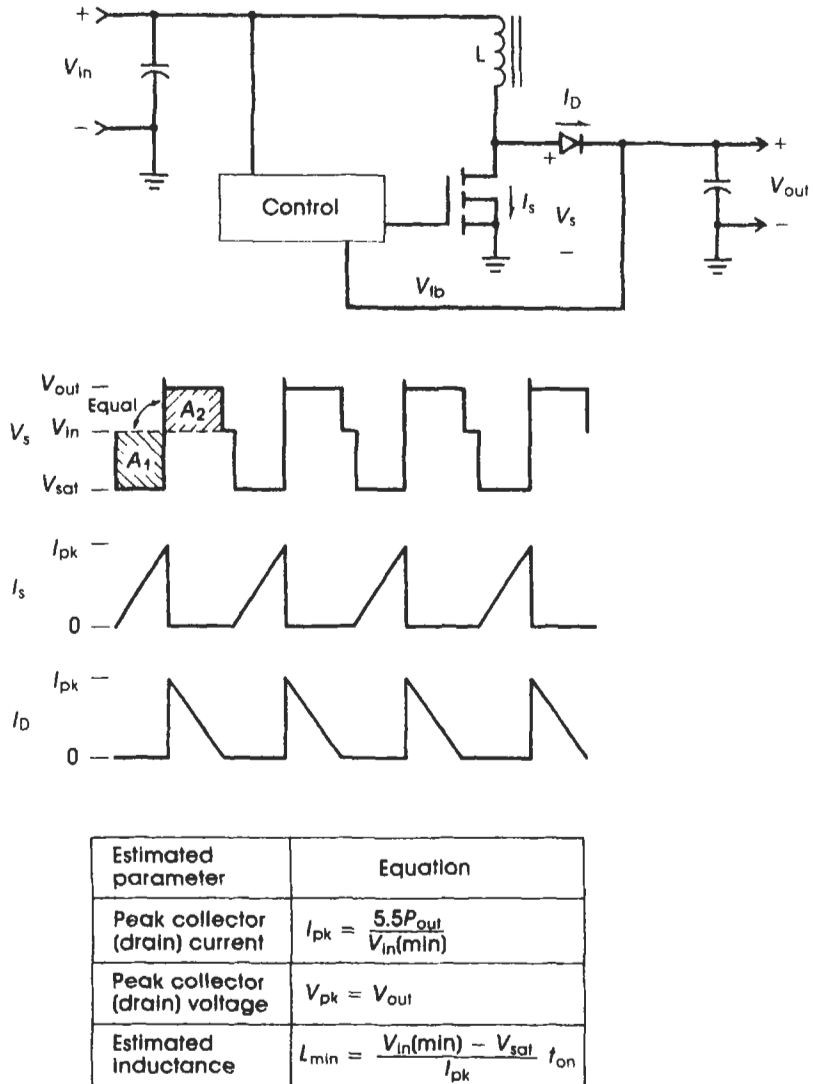 +
V_in
−
L
I_D
+
+
V_out
−
Control
I_s
V_s
−
V_fb
V_out
Equal
A_2
V_s
V_in
A_1
V_sat
I_pk
I_s
0
I_pk
I_D
0
Estimated parameter
Equation
Peak collector (drain) current
I_pk = 5.5P_out / V_in(min)
Peak collector (drain) voltage
V_pk = V_out
Estimated inductance
L_min = V_in(min) − V_sat / I_pk t_on